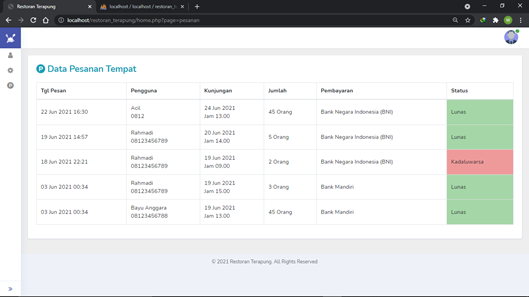 Restoran Terapung
localhost / localhost / restoran_t
localhost/restoran_terapung/home.php?page=pesanan
P Data Pesanan Tempat
Tgl Pesan Pengguna Kunjungan Jumlah Pembayaran Status
22 Jun 2021 16:30 Acil 24 Jun 2021 45 Orang Bank Negara Indonesia (BNI) Lunas
0812 Jam 13.00
19 Jun 2021 14:57 Rahmadi 20 Jun 2021 5 Orang Bank Negara Indonesia (BNI) Lunas
08123456789 Jam 14.00
18 Jun 2021 22:21 Rahmadi 19 Jun 2021 2 Orang Bank Negara Indonesia (BNI) Kadaluwarsa
08123456789 Jam 09.00
03 Jun 2021 00:34 Rahmadi 19 Jun 2021 3 Orang Bank Mandiri Lunas
08123456789 Jam 15.00
03 Jun 2021 00:34 Bayu Anggara 19 Jun 2021 45 Orang Bank Mandiri Lunas
08123456788 Jam 13.00
© 2021 Restoran Terapung. All Rights Reserved